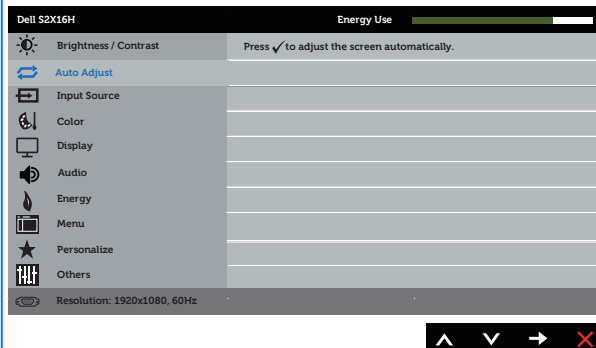 Dell S2X16H Energy Use
Brightness / Contrast Press ✓ to adjust the screen automatically.
Auto Adjust
Input Source
Color
Display
Audio
Energy
Menu
Personalize
Others
Resolution: 1920x1080, 60Hz